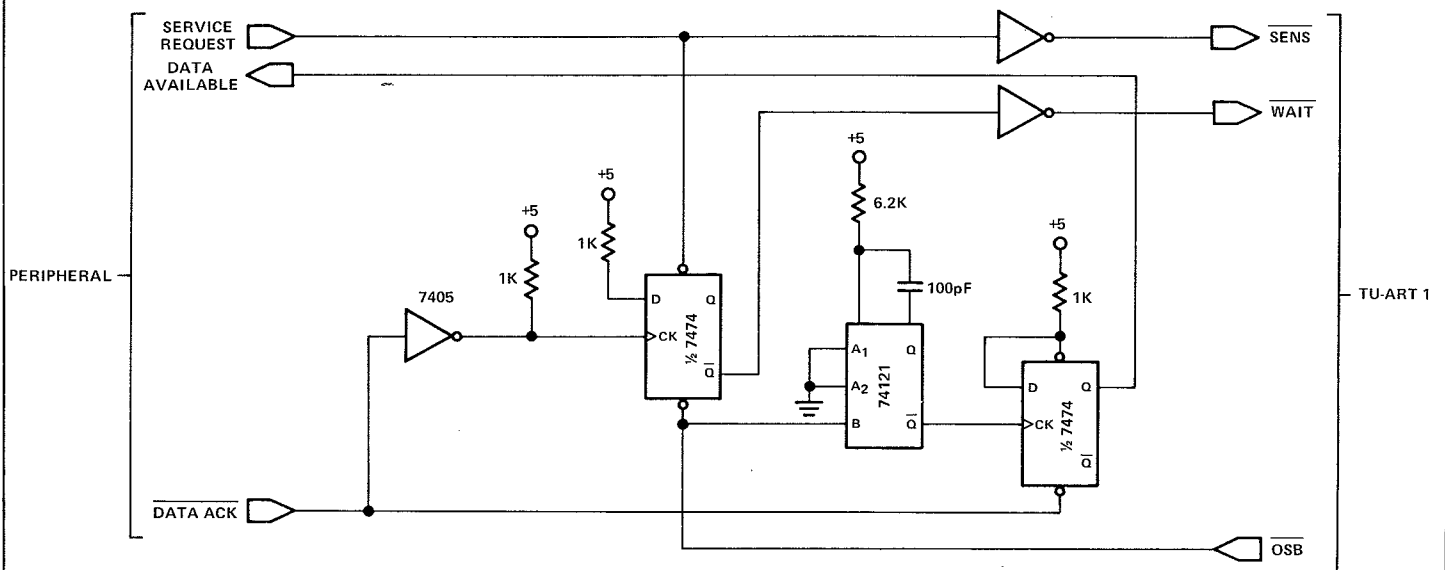 SERVICE
REQUEST
SENS
DATA
AVAILABLE
WAIT
+5
6.2K
+5
+5
+5
1K
1K
100pF
1K
PERIPHERAL
TU-ART 1
7405
D
Q
CK
½ 7474
Q
A1
Q
A2
74121
B
Q
D
Q
CK
½ 7474
Q
DATA ACK
OSB